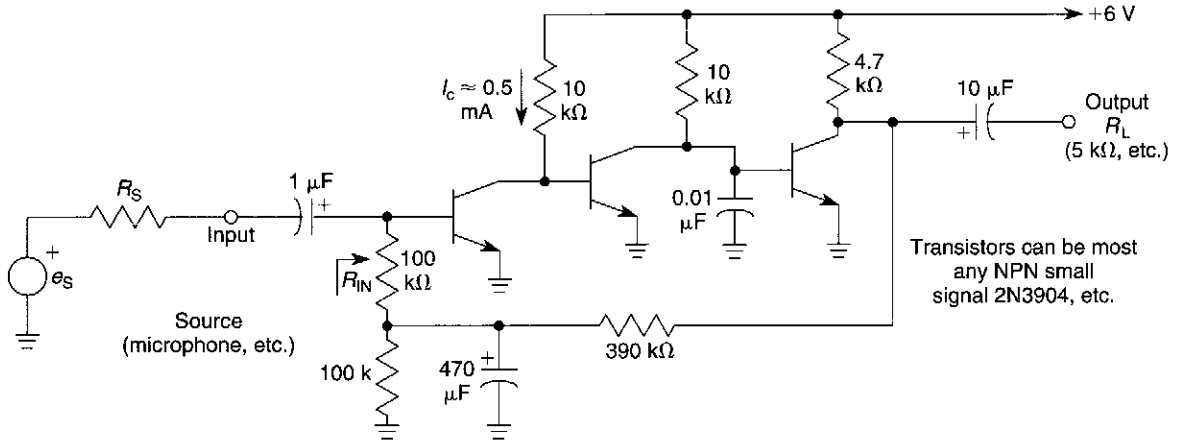 +6 V
I_c ≈ 0.5
mA
10
kΩ
10
kΩ
4.7
kΩ
10 μF
+
Output
R_L
(5 kΩ, etc.)
R_S
1 μF
+
Input
0.01
μF
Transistors can be most
any NPN small
signal 2N3904, etc.
+
e_S
R_IN
100
kΩ
Source
(microphone, etc.)
390 kΩ
100 k
470
μF
+